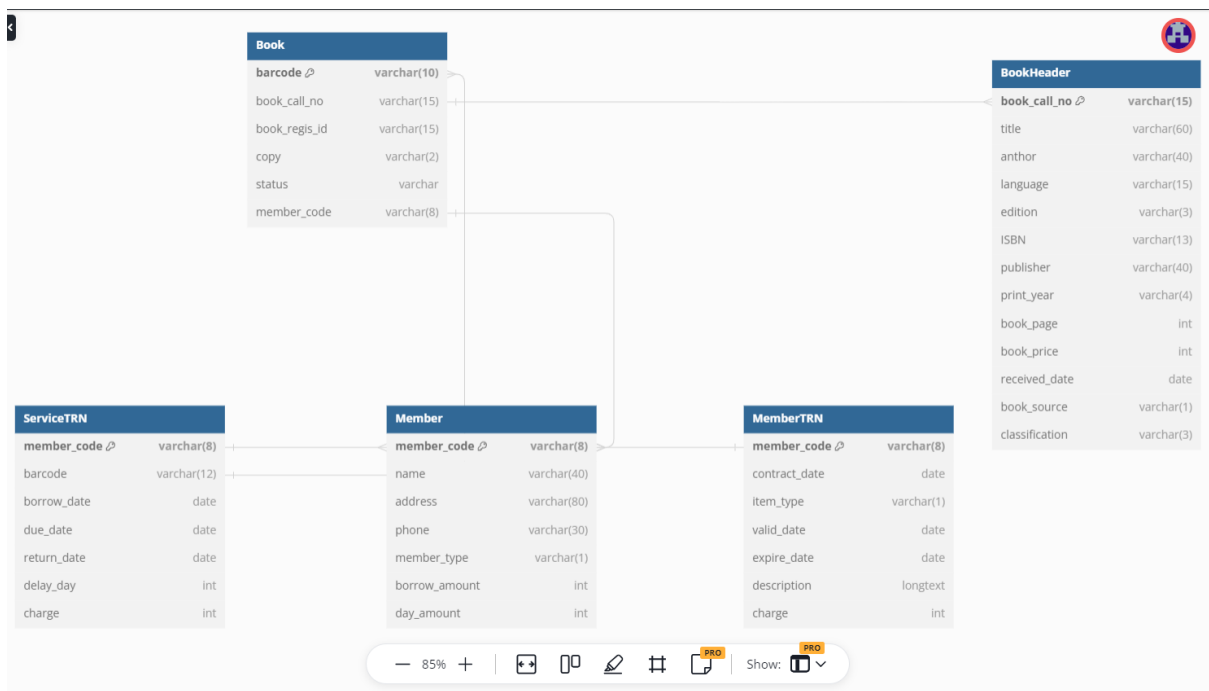 Book
barcode varchar(10)
book_call_no varchar(15)
book_regis_id varchar(15)
copy varchar(2)
status varchar
member_code varchar(8)
BookHeader
book_call_no varchar(15)
title varchar(60)
anthor varchar(40)
language varchar(15)
edition varchar(3)
ISBN varchar(13)
publisher varchar(40)
print_year varchar(4)
book_page int
book_price int
received_date date
book_source varchar(1)
classification varchar(3)
ServiceTRN
member_code varchar(8)
barcode varchar(12)
borrow_date date
due_date date
return_date date
delay_day int
charge int
Member
member_code varchar(8)
name varchar(40)
address varchar(80)
phone varchar(30)
member_type varchar(1)
borrow_amount int
day_amount int
MemberTRN
member_code varchar(8)
contract_date date
item_type varchar(1)
valid_date date
expire_date date
description longtext
charge int
85%
PRO
Show:
PRO